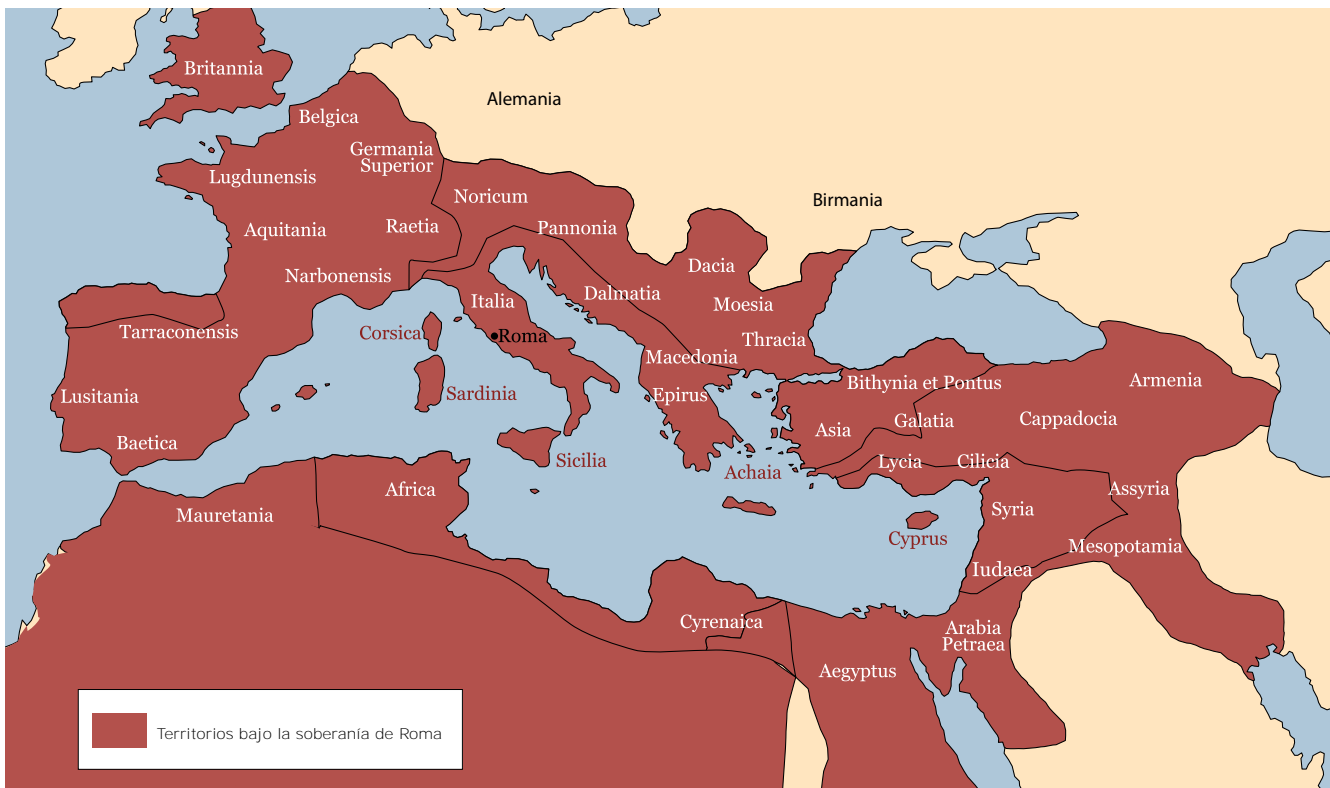 Britannia
Alemania
Belgica
Germania
Superior
Lugdunensis
Noricum
Birmania
Aquitania
Raetia
Pannonia
Narbonensis
Dacia
Italia
Dalmatia
Moesia
Tarraconensis
Corsica
Roma
Thracia
Macedonia
Lusitania
Sardinia
Epirus
Bithynia et Pontus
Armenia
Baetica
Asia
Galatia
Cappadocia
Sicilia
Achaia
Lycia
Cilicia
Africa
Assyria
Mauretania
Syria
Cyprus
Mesopotamia
Iudaea
Cyrenaica
Arabia
Petraea
Aegyptus
Territorios bajo la soberanía de Roma